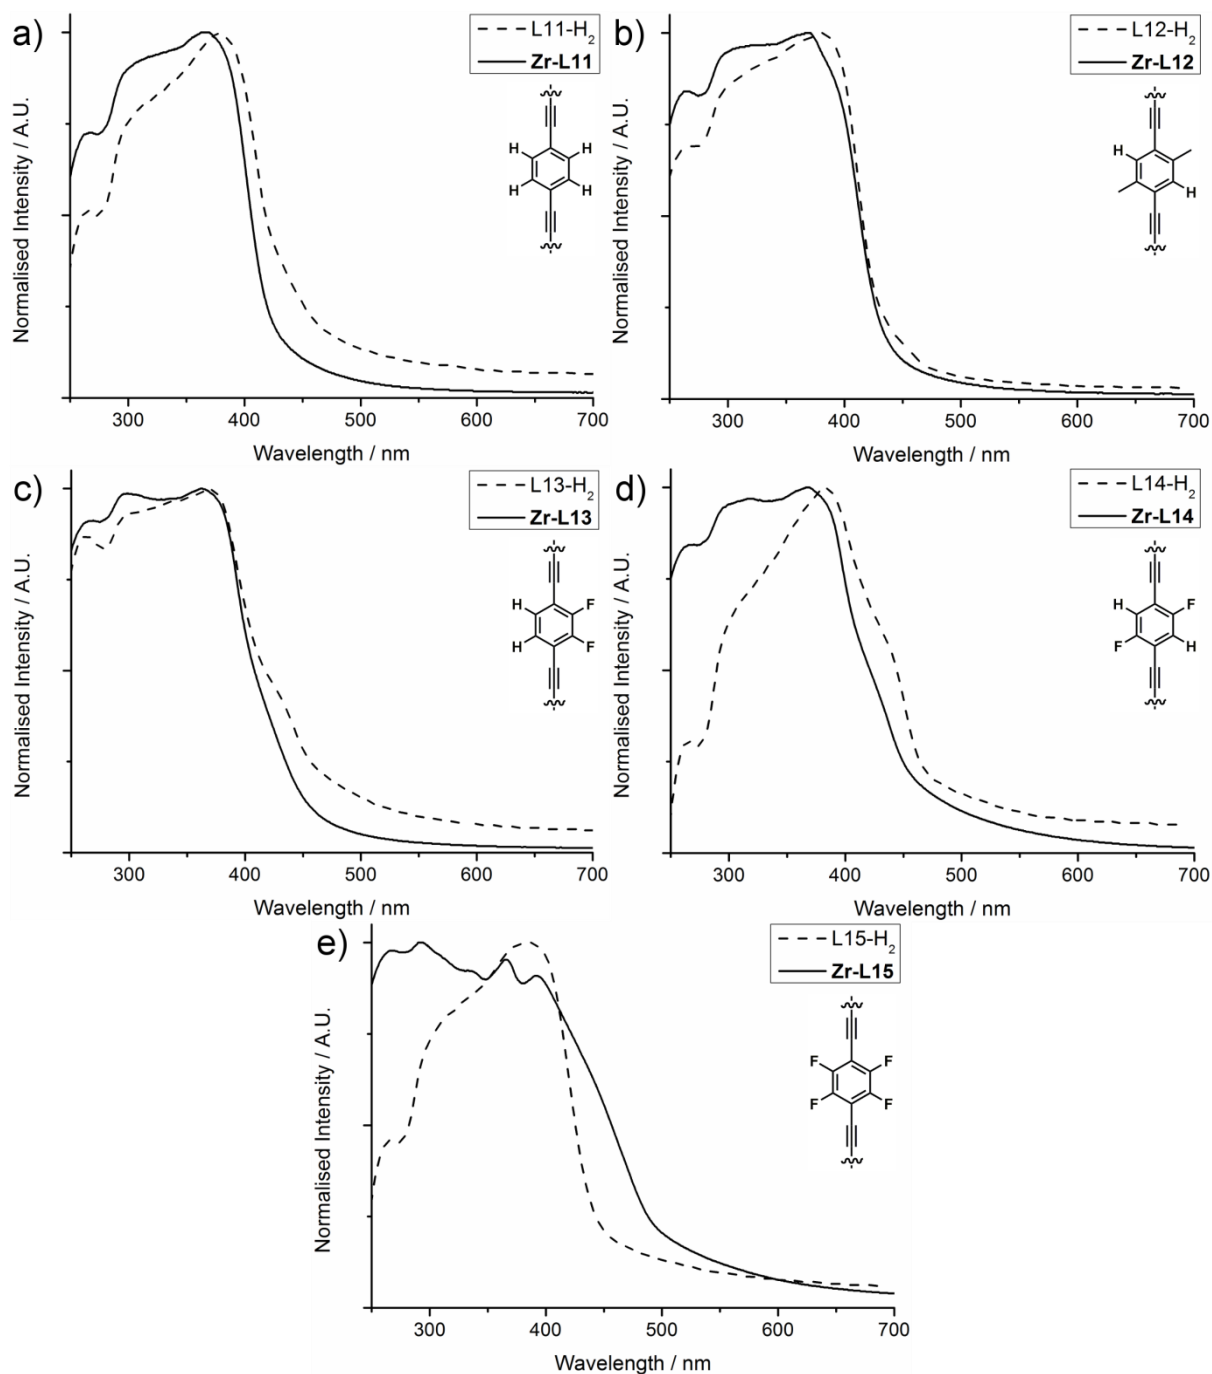 a)
L11-H₂
Zr-L11
H H
H H
Normalised Intensity / A.U.
300 400 500 600 700
Wavelength / nm
b)
L12-H₂
Zr-L12
H
H
Normalised Intensity / A.U.
300 400 500 600 700
Wavelength / nm
c)
L13-H₂
Zr-L13
H F
H F
Normalised Intensity / A.U.
300 400 500 600 700
Wavelength / nm
d)
L14-H₂
Zr-L14
H F
F H
Normalised Intensity / A.U.
300 400 500 600 700
Wavelength / nm
e)
L15-H₂
Zr-L15
F F
F F
Normalised Intensity / A.U.
300 400 500 600 700
Wavelength / nm